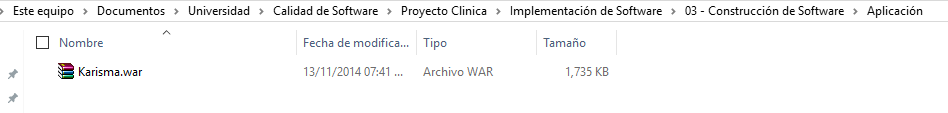 Este equipo > Documentos > Universidad > Calidad de Software > Proyecto Clinica > Implementación de Software > 03 - Construcción de Software > Aplicación
Nombre Fecha de modifica... Tipo Tamaño
Karisma.war 13/11/2014 07:41 ... Archivo WAR 1,735 KB